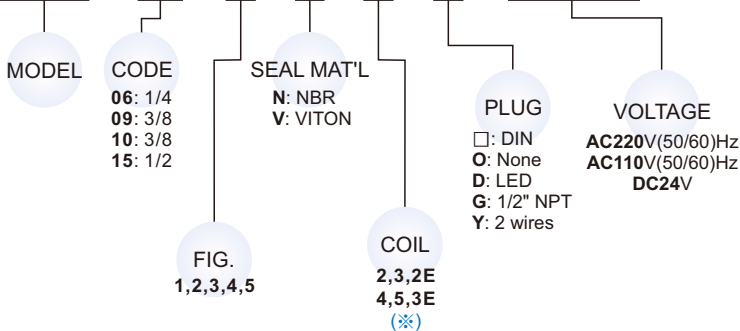 MODEL
CODE
06: 1/4
09: 3/8
10: 3/8
15: 1/2
FIG.
1,2,3,4,5
SEAL MAT'L
N: NBR
V: VITON
COIL
2,3,2E
4,5,3E
(※)
PLUG
□: DIN
O: None
D: LED
G: 1/2" NPT
Y: 2 wires
VOLTAGE
AC220V(50/60)Hz
AC110V(50/60)Hz
DC24V